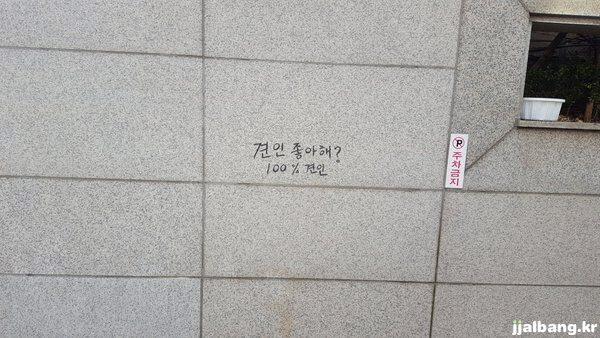 견인 좋아해?
100% 견인
주차금지
jjalbang.kr